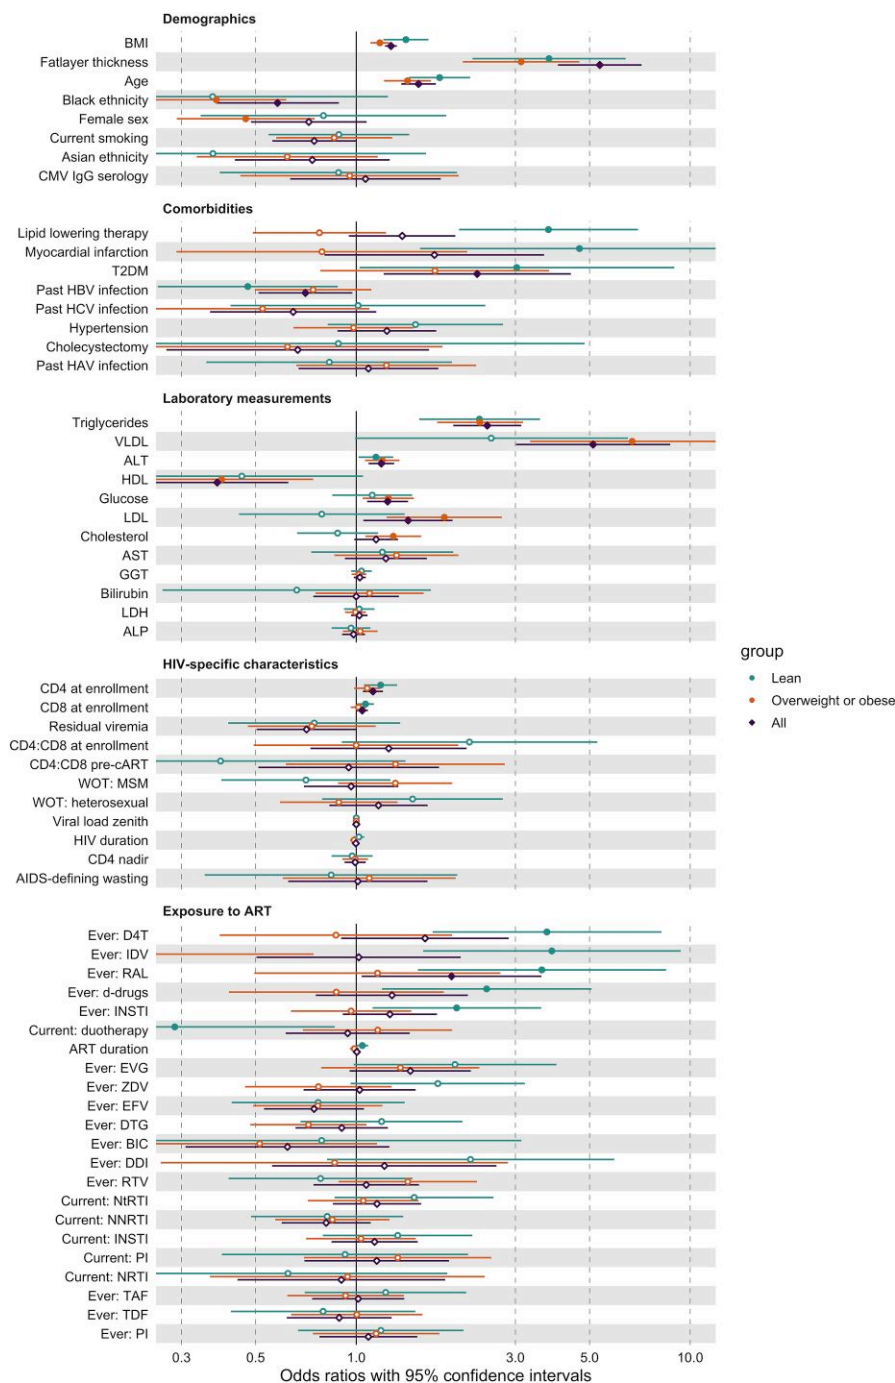 Demographics
BMI
Fatlayer thickness
Age
Black ethnicity
Female sex
Current smoking
Asian ethnicity
CMV IgG serology
Comorbidities
Lipid lowering therapy
Myocardial infarction
T2DM
Past HBV infection
Past HCV infection
Hypertension
Cholecystectomy
Past HAV infection
Laboratory measurements
Triglycerides
VLDL
ALT
HDL
Glucose
LDL
Cholesterol
AST
GGT
Bilirubin
LDH
ALP
HIV-specific characteristics
CD4 at enrollment
CD8 at enrollment
Residual viremia
CD4:CD8 at enrollment
CD4:CD8 pre-cART
WOT: MSM
WOT: heterosexual
Viral load zenith
HIV duration
CD4 nadir
AIDS-defining wasting
Exposure to ART
Ever: D4T
Ever: IDV
Ever: RAL
Ever: d-drugs
Ever: INSTI
Current: duotherapy
ART duration
Ever: EVG
Ever: ZDV
Ever: EFV
Ever: DTG
Ever: BIC
Ever: DDI
Ever: RTV
Current: NtRTI
Current: NNRTI
Current: INSTI
Current: PI
Current: NRTI
Ever: TAF
Ever: TDF
Ever: PI
0.3 0.5 1.0 3.0 5.0 10.0
Odds ratios with 95% confidence intervals
group
Lean
Overweight or obese
All